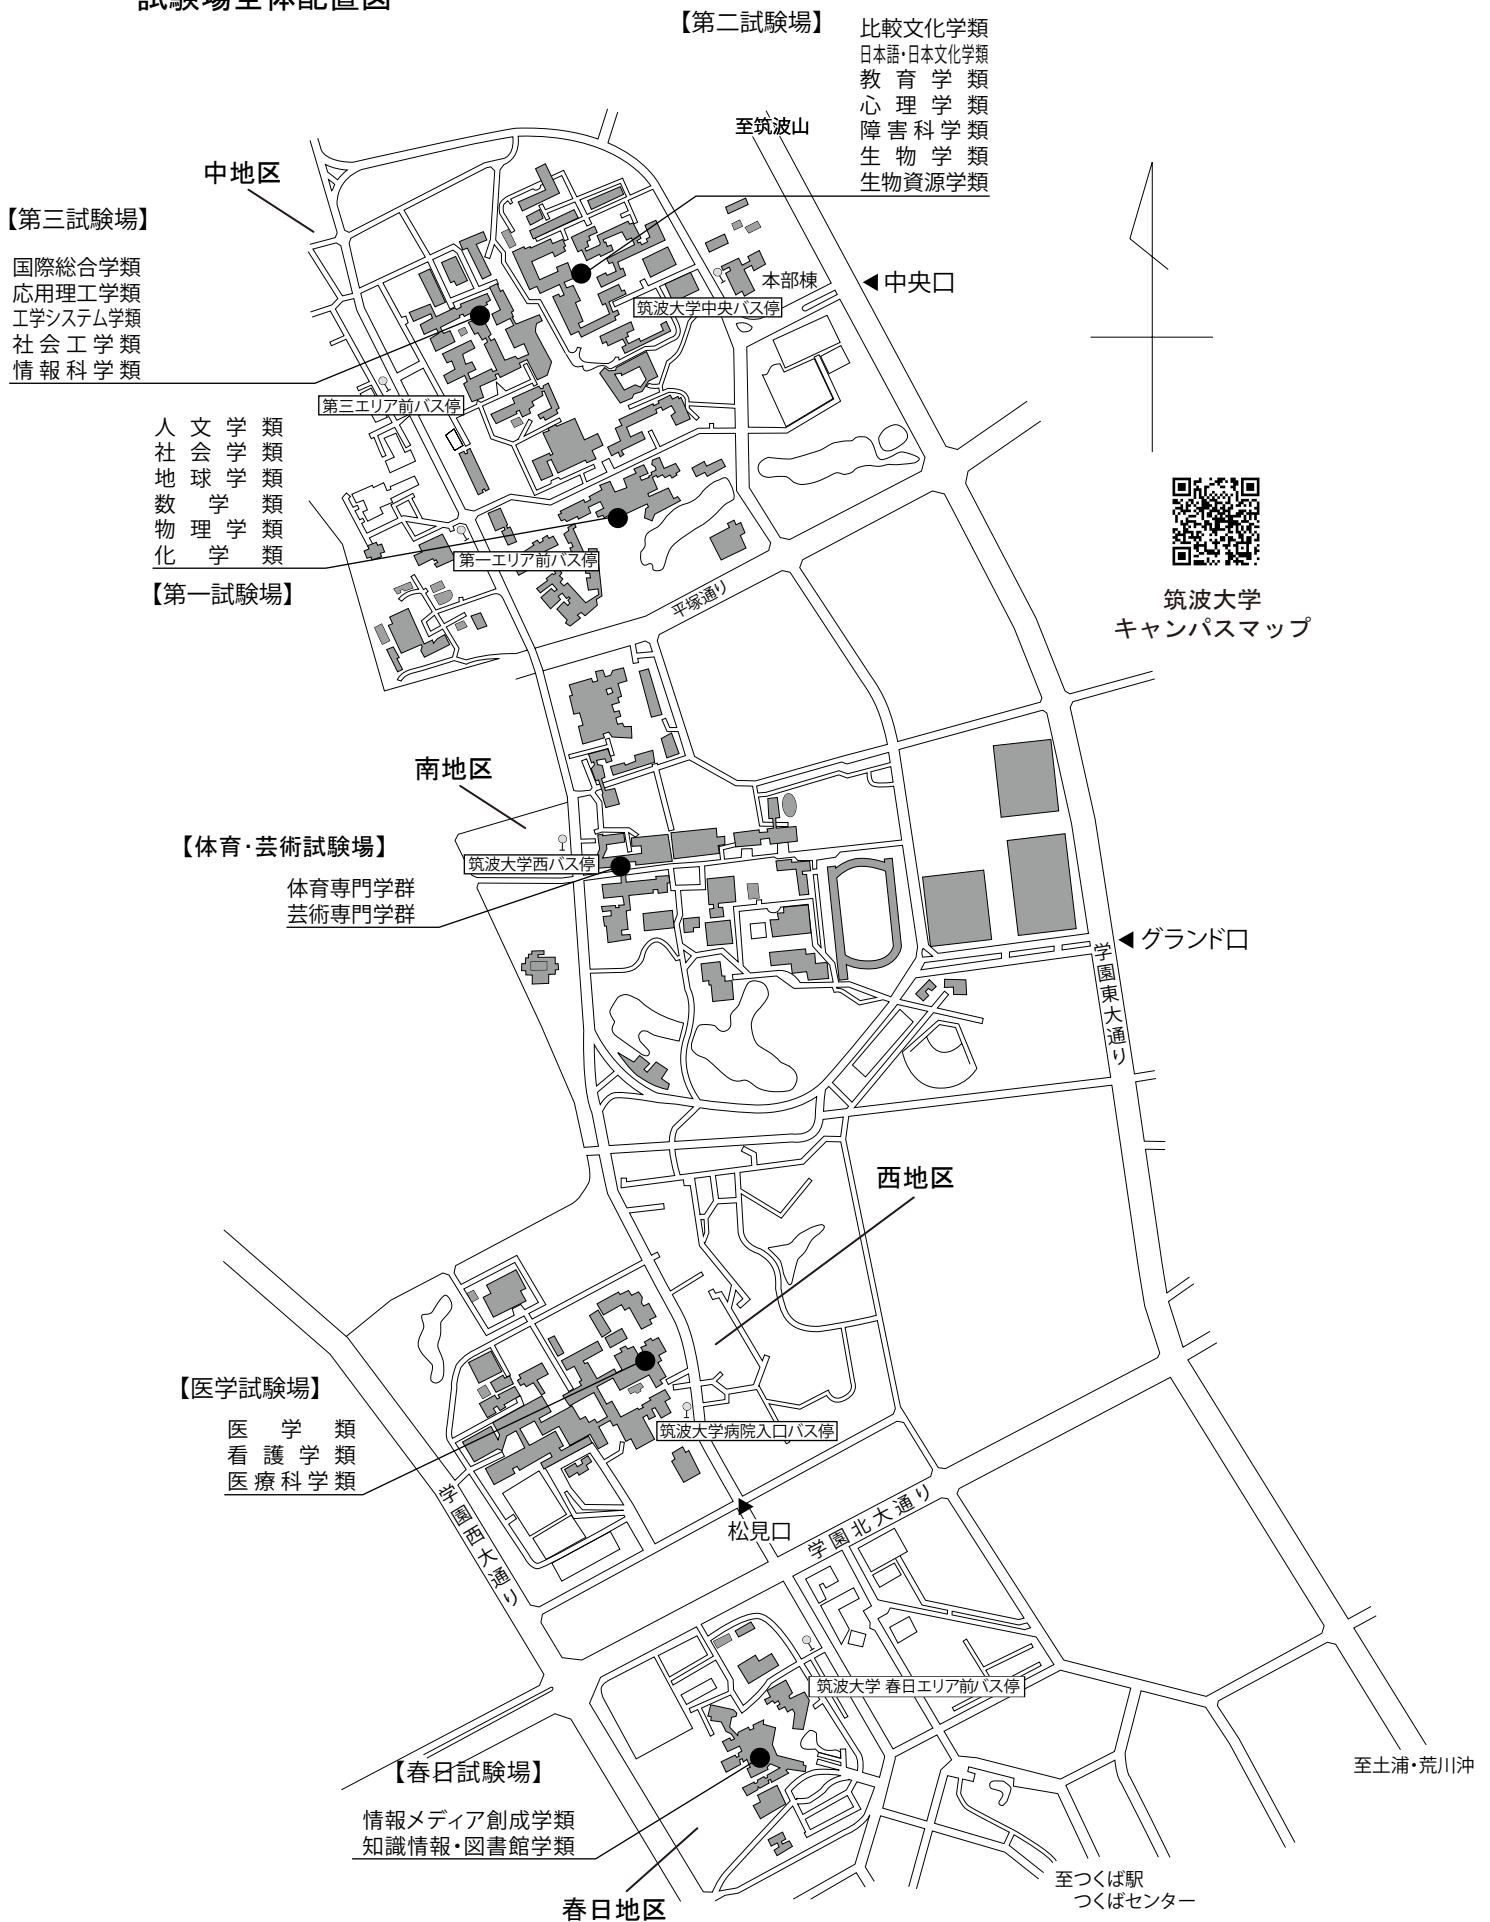 試験場全体配置図
【第二試験場】
比較文化学類
日本語・日本文化学類
教育学類
心理学類
障害科学類
生物学類
生物資源学類
至筑波山
中地区
【第三試験場】
国際総合学類
応用理工学類
工学システム学類
社会工学類
情報科学類
本部棟
◀中央口
筑波大学中央バス停
第三エリア前バス停
人文学類
社会学類
地球学類
数学類
物理学類
化学類
【第一試験場】
第一エリア前バス停
平塚通り
筑波大学
キャンパスマップ
南地区
【体育・芸術試験場】
体育専門学群
芸術専門学群
筑波大学西バス停
◀グランド口
学園東大通り
西地区
【医学試験場】
医学類
看護学類
医療科学類
筑波大学病院入口バス停
学園西大通り
松見口
学園北大通り
筑波大学 春日エリア前バス停
【春日試験場】
情報メディア創成学類
知識情報・図書館学類
春日地区
至土浦・荒川沖
至つくば駅
つくばセンター